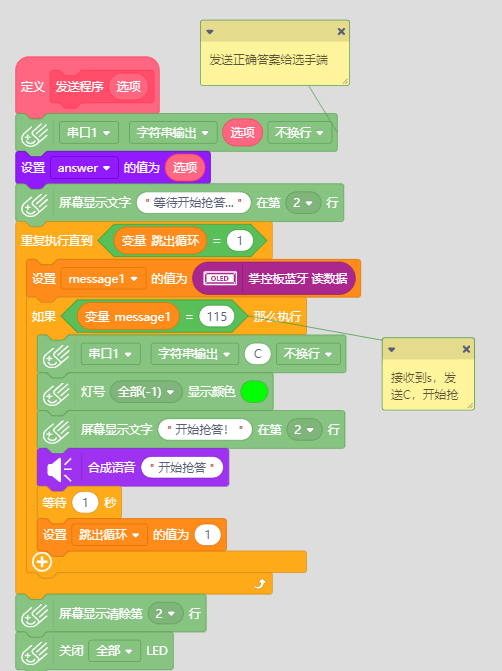 发送正确答案给选手端
定义 发送程序 选项
串口1 字符串输出 选项 不换行
设置 answer 的值为 选项
屏幕显示文字 "等待开始抢答..." 在第 2 行
重复执行直到 变量 跳出循环 = 1
设置 message1 的值为 OLED 掌控板蓝牙 读数据
如果 变量 message1 = 115 那么执行
串口1 字符串输出 C 不换行
接收到s，发
送C，开始抢
灯号 全部(-1) 显示颜色
屏幕显示文字 "开始抢答！" 在第 2 行
合成语音 "开始抢答"
等待 1 秒
设置 跳出循环 的值为 1
屏幕显示清除第 2 行
关闭 全部 LED